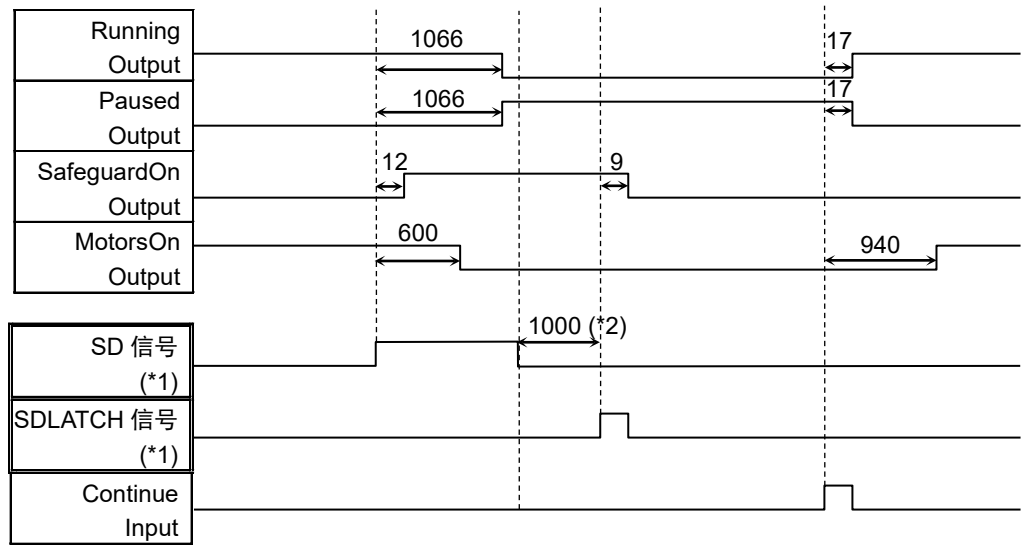 Running
Output
1066
17
Paused
Output
1066
17
SafeguardOn
Output
12
9
MotorsOn
Output
600
940
SD 信号
(*1)
1000 (*2)
SDLATCH 信号
(*1)
Continue
Input